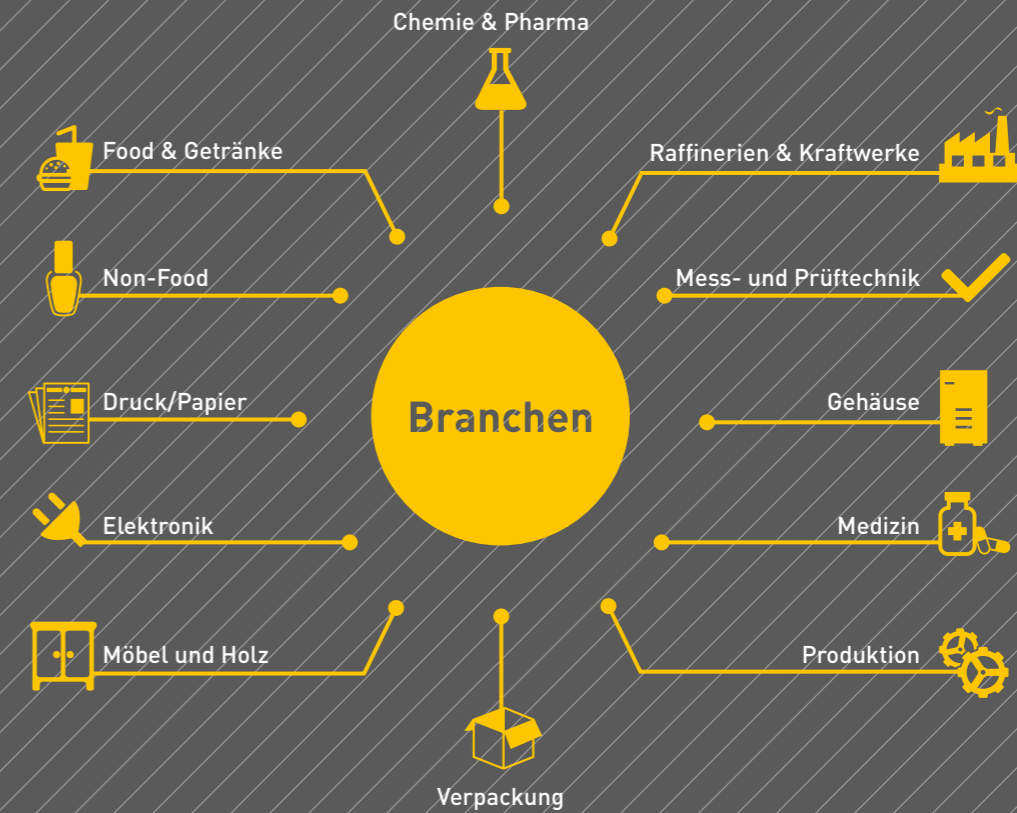 Chemie & Pharma
Food & Getränke
Raffinerien & Kraftwerke
Non-Food
Mess- und Prüftechnik
Druck/Papier
Branchen
Gehäuse
Elektronik
Medizin
Möbel und Holz
Produktion
Verpackung